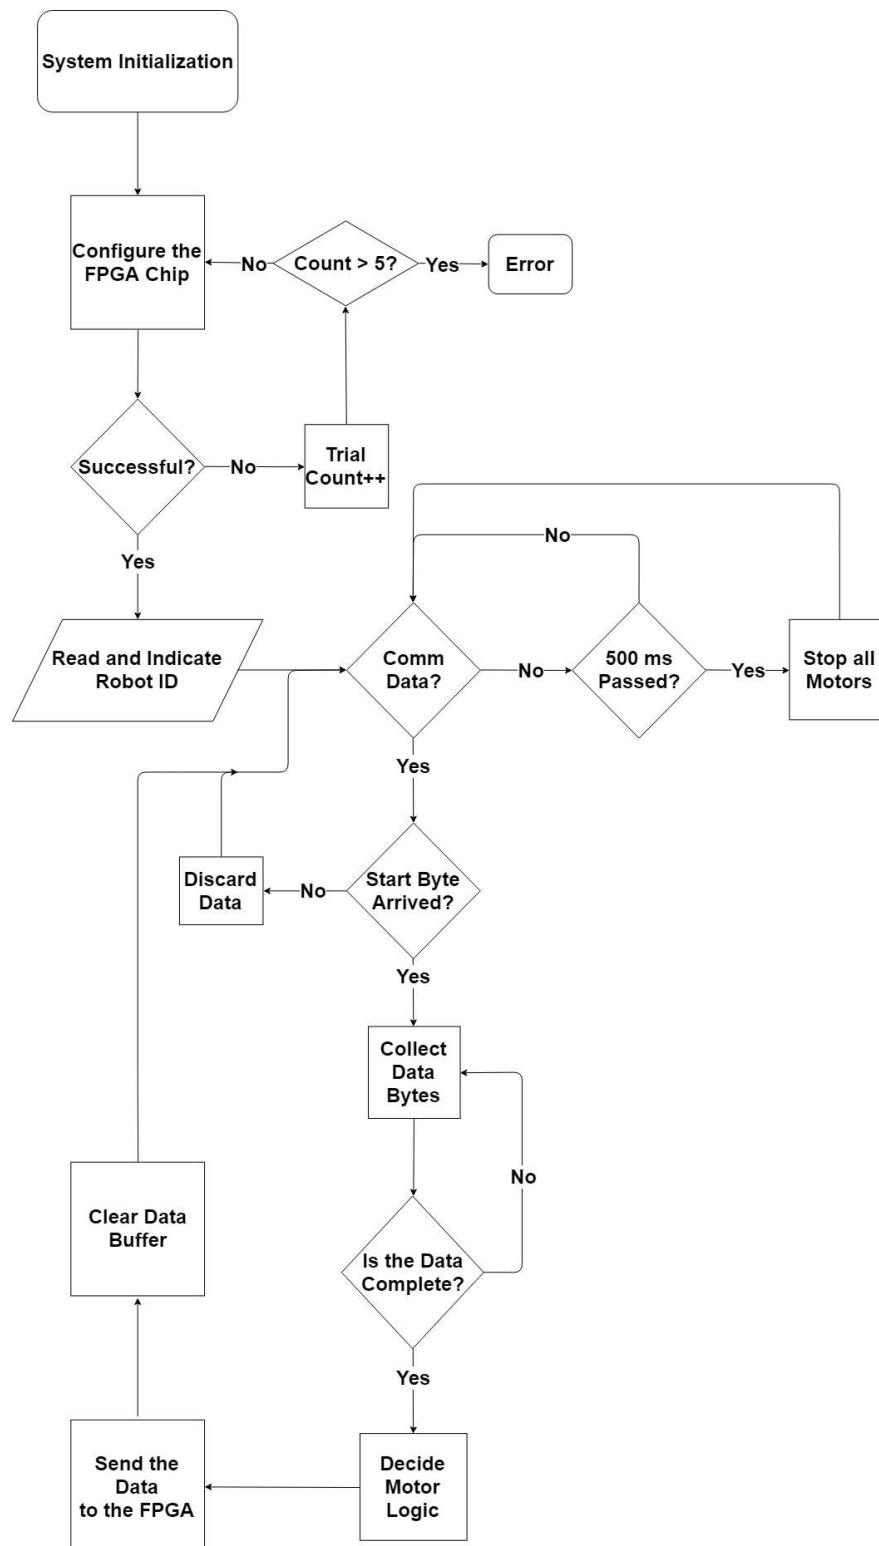 System Initialization
Configure the
FPGA Chip
No
Count > 5?
Yes
Error
Successful?
No
Trial
Count++
Yes
No
Read and Indicate
Robot ID
Comm
Data?
No
500 ms
Passed?
Yes
Stop all
Motors
Yes
Discard
Data
No
Start Byte
Arrived?
Yes
Collect
Data
Bytes
No
Clear Data
Buffer
Is the Data
Complete?
Yes
Send the
Data
to the FPGA
Decide
Motor
Logic